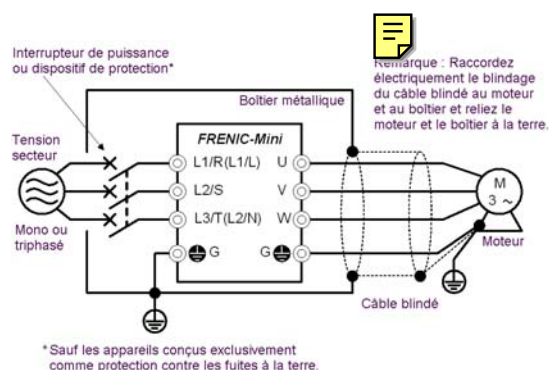 Interrupteur de puissance
ou dispositif de protection*
Remarque : Raccordez
électriquement le blindage
du câble blindé au moteur
et au boîtier et reliez le
moteur et le boîtier à la terre.
Boîtier métallique
Tension
secteur
FRENIC-Mini
L1/R(L1/L) U
L2/S V
L3/T(L2/N) W
G G
M
3 ~
Mono ou
triphasé
Moteur
Câble blindé
*Sauf les appareils conçus exclusivement
comme protection contre les fuites à la terre.